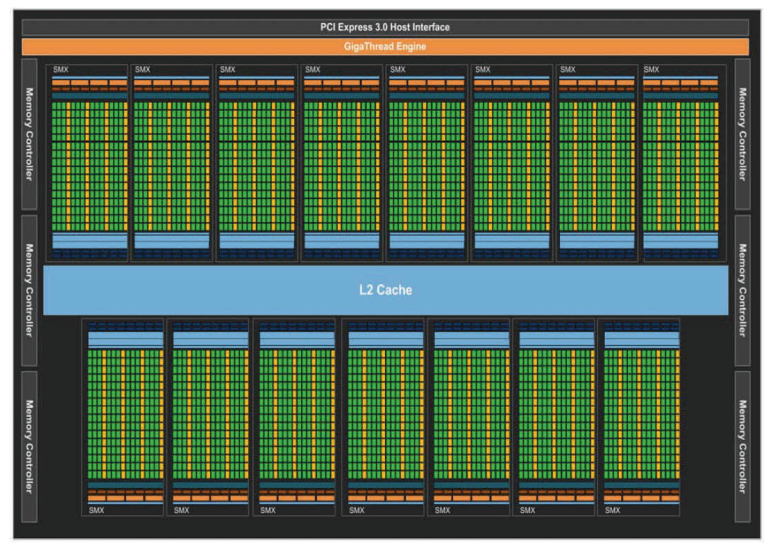 PCI Express 3.0 Host Interface
GigaThread Engine
SMX
SMX
SMX
SMX
SMX
SMX
SMX
SMX
Memory Controller
Memory Controller
Memory Controller
Memory Controller
Memory Controller
Memory Controller
L2 Cache
SMX
SMX
SMX
SMX
SMX
SMX
SMX